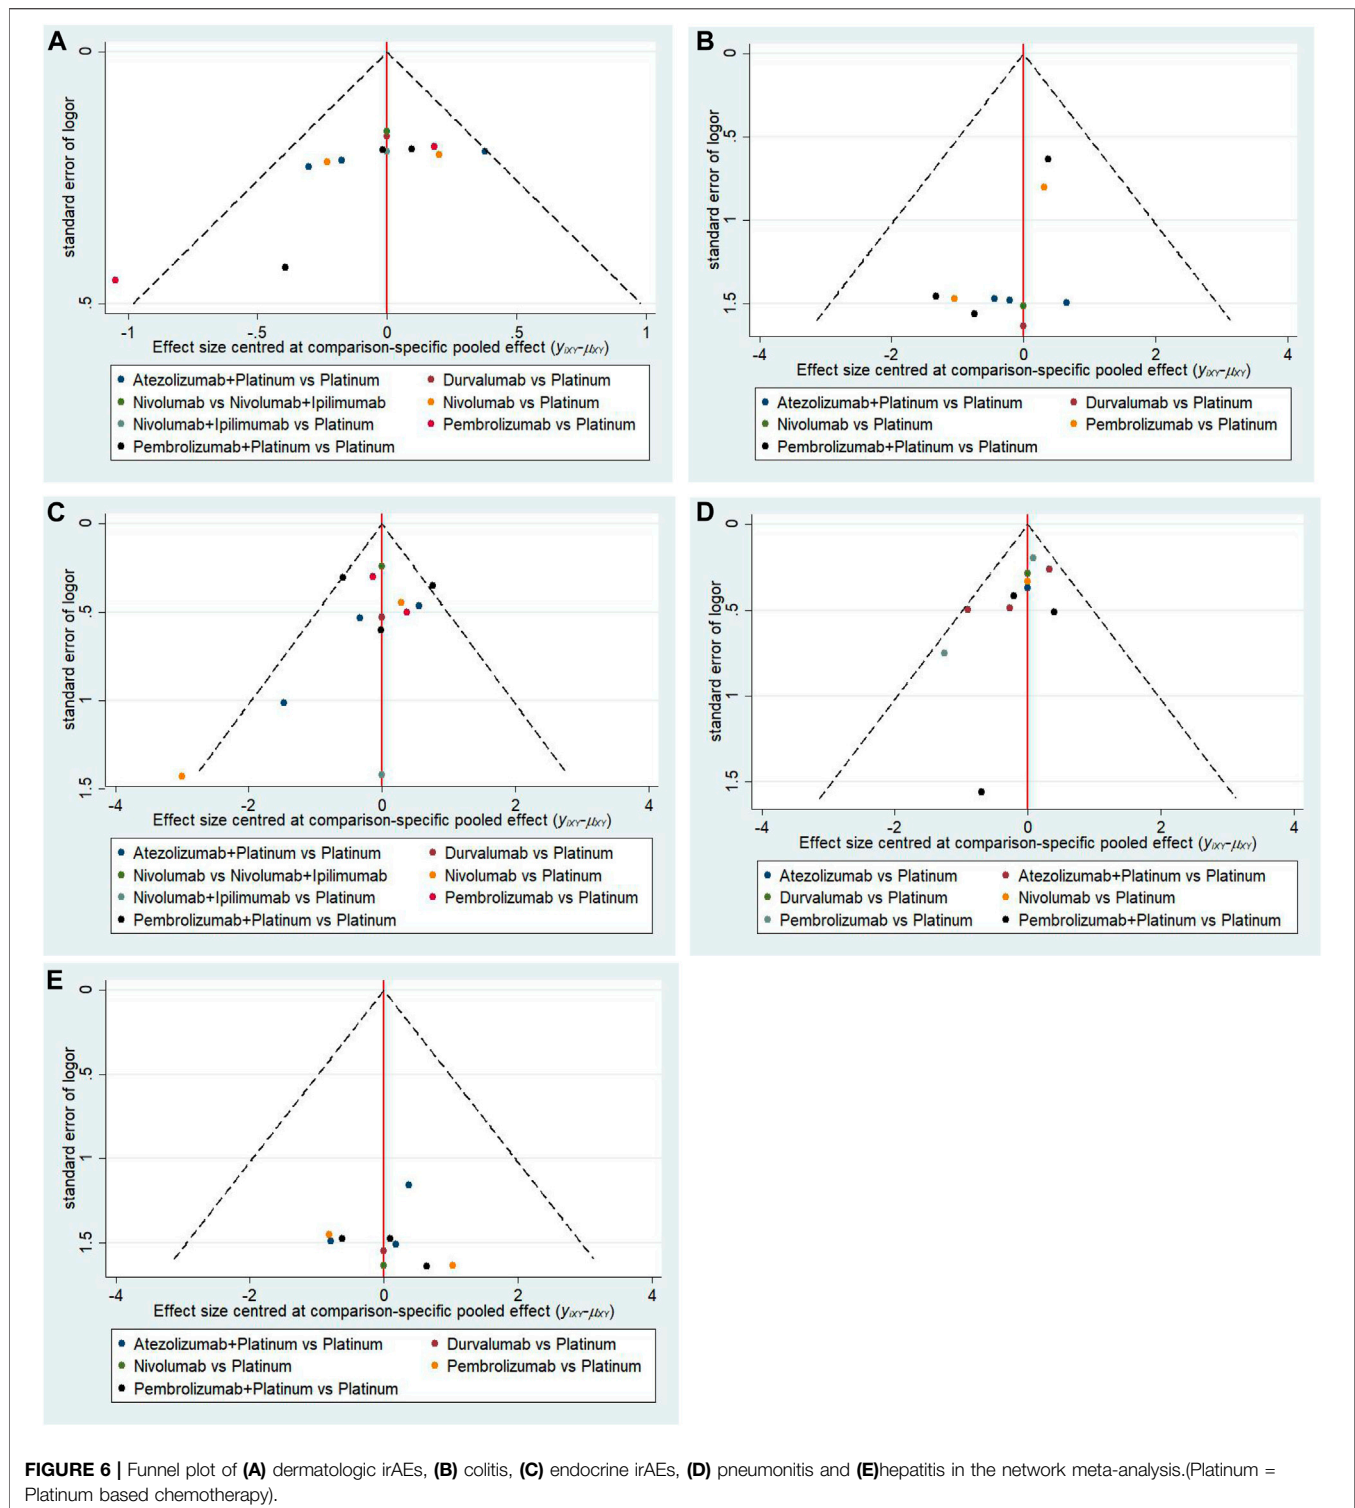 A
0
.5
standard error of logor
-1
-.5
0
.5
1
Effect size centred at comparison-specific pooled effect (yiXY-μXY)
Atezolizumab+Platinum vs Platinum
Durvalumab vs Platinum
Nivolumab vs Nivolumab+Ipilimumab
Nivolumab vs Platinum
Nivolumab+Ipilimumab vs Platinum
Pembrolizumab vs Platinum
Pembrolizumab+Platinum vs Platinum
B
0
.5
1
1.5
standard error of logor
-4
-2
0
2
4
Effect size centred at comparison-specific pooled effect (yiXY-μXY)
Atezolizumab+Platinum vs Platinum
Durvalumab vs Platinum
Nivolumab vs Platinum
Pembrolizumab vs Platinum
Pembrolizumab+Platinum vs Platinum
C
0
.5
1
1.5
standard error of logor
-4
-2
0
2
4
Effect size centred at comparison-specific pooled effect (yiXY-μXY)
Atezolizumab+Platinum vs Platinum
Durvalumab vs Platinum
Nivolumab vs Nivolumab+Ipilimumab
Nivolumab vs Platinum
Nivolumab+Ipilimumab vs Platinum
Pembrolizumab vs Platinum
Pembrolizumab+Platinum vs Platinum
D
0
.5
1
1.5
standard error of logor
-4
-2
0
2
4
Effect size centred at comparison-specific pooled effect (yiXY-μXY)
Atezolizumab vs Platinum
Atezolizumab+Platinum vs Platinum
Durvalumab vs Platinum
Nivolumab vs Platinum
Pembrolizumab vs Platinum
Pembrolizumab+Platinum vs Platinum
E
0
.5
1
1.5
standard error of logor
-4
-2
0
2
4
Effect size centred at comparison-specific pooled effect (yiXY-μXY)
Atezolizumab+Platinum vs Platinum
Durvalumab vs Platinum
Nivolumab vs Platinum
Pembrolizumab vs Platinum
Pembrolizumab+Platinum vs Platinum
FIGURE 6 | Funnel plot of (A) dermatologic irAEs, (B) colitis, (C) endocrine irAEs, (D) pneumonitis and (E)hepatitis in the network meta-analysis.(Platinum =
Platinum based chemotherapy).